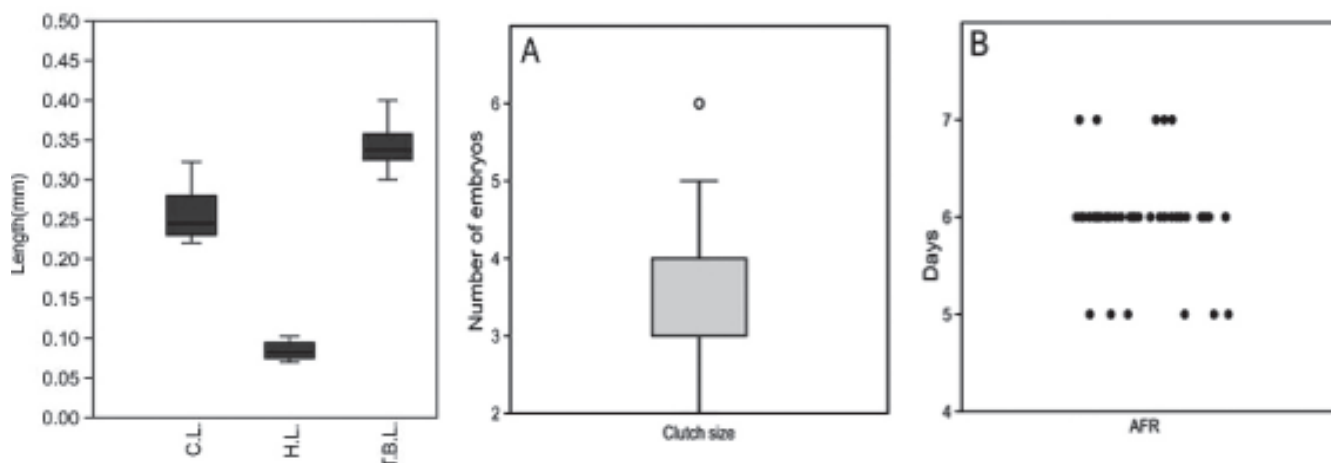 0.50
0.45
0.40
0.35
0.30
0.25
0.20
0.15
0.10
0.05
0.00
Length(mm)
C.L.
H.L.
T.B.L.
A
6
5
4
3
2
Number of embryos
Clutch size
B
7
6
5
4
Days
AFR